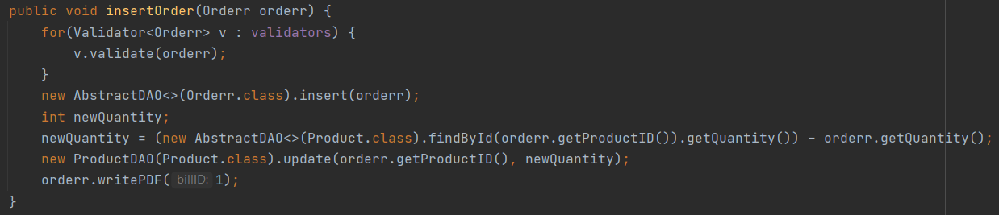 public void insertOrder(Orderr orderr) {
    for(Validator<Orderr> v : validators) {
        v.validate(orderr);
    }
    new AbstractDAO<>(Orderr.class).insert(orderr);
    int newQuantity;
    newQuantity = (new AbstractDAO<>(Product.class).findById(orderr.getProductID()).getQuantity()) - orderr.getQuantity();
    new ProductDAO(Product.class).update(orderr.getProductID(), newQuantity);
    orderr.writePDF( billID: 1);
}